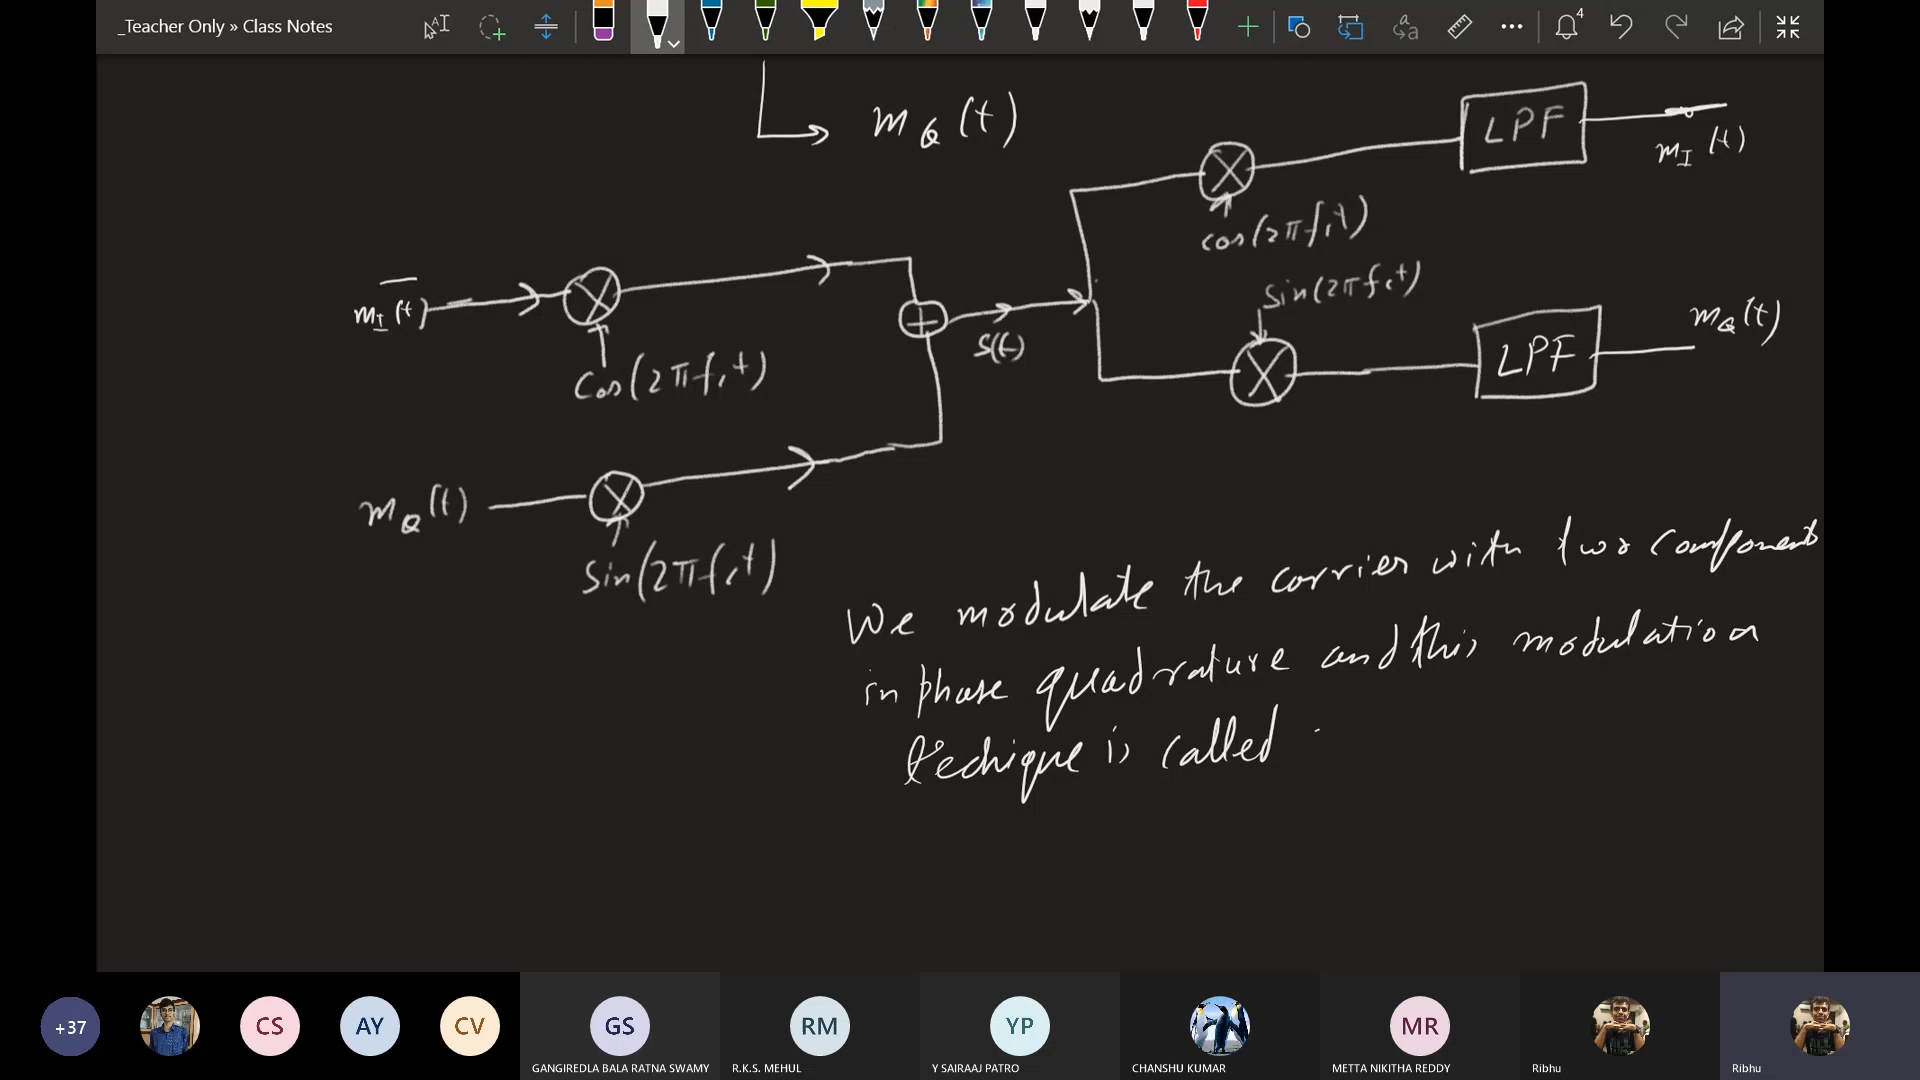 _Teacher Only » Class Notes
4
m_Q(t)
LPF
m_I(t)
cos(2πf_ct)
sin(2πf_ct)
m_I(t)
m_Q(t)
s(t)
LPF
Cos(2πf_ct)
m_Q(t)
Sin(2πf_ct)
We modulate the carrier with two components
in phase quadrature and this modulation
techique is called
+37
CS
AY
CV
GS
RM
YP
MR
GANGIREDLA BALA RATNA SWAMY
R.K.S. MEHUL
Y SAIRAAJ PATRO
CHANSHU KUMAR
METTA NIKITHA REDDY
Ribhu
Ribhu